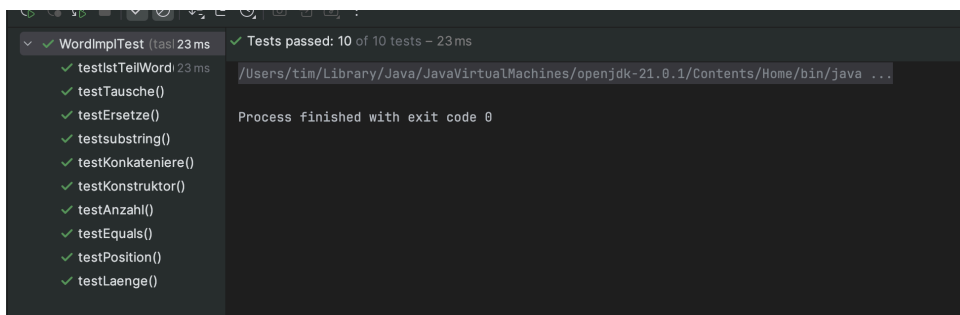 WordImplTest (tas 23 ms
Tests passed: 10 of 10 tests – 23 ms
testIstTeilWord 23 ms
/Users/tim/Library/Java/JavaVirtualMachines/openjdk-21.0.1/Contents/Home/bin/java ...
testTausche()
testErsetze()
Process finished with exit code 0
testsubstring()
testKonkateniere()
testKonstruktor()
testAnzahl()
testEquals()
testPosition()
testLaenge()